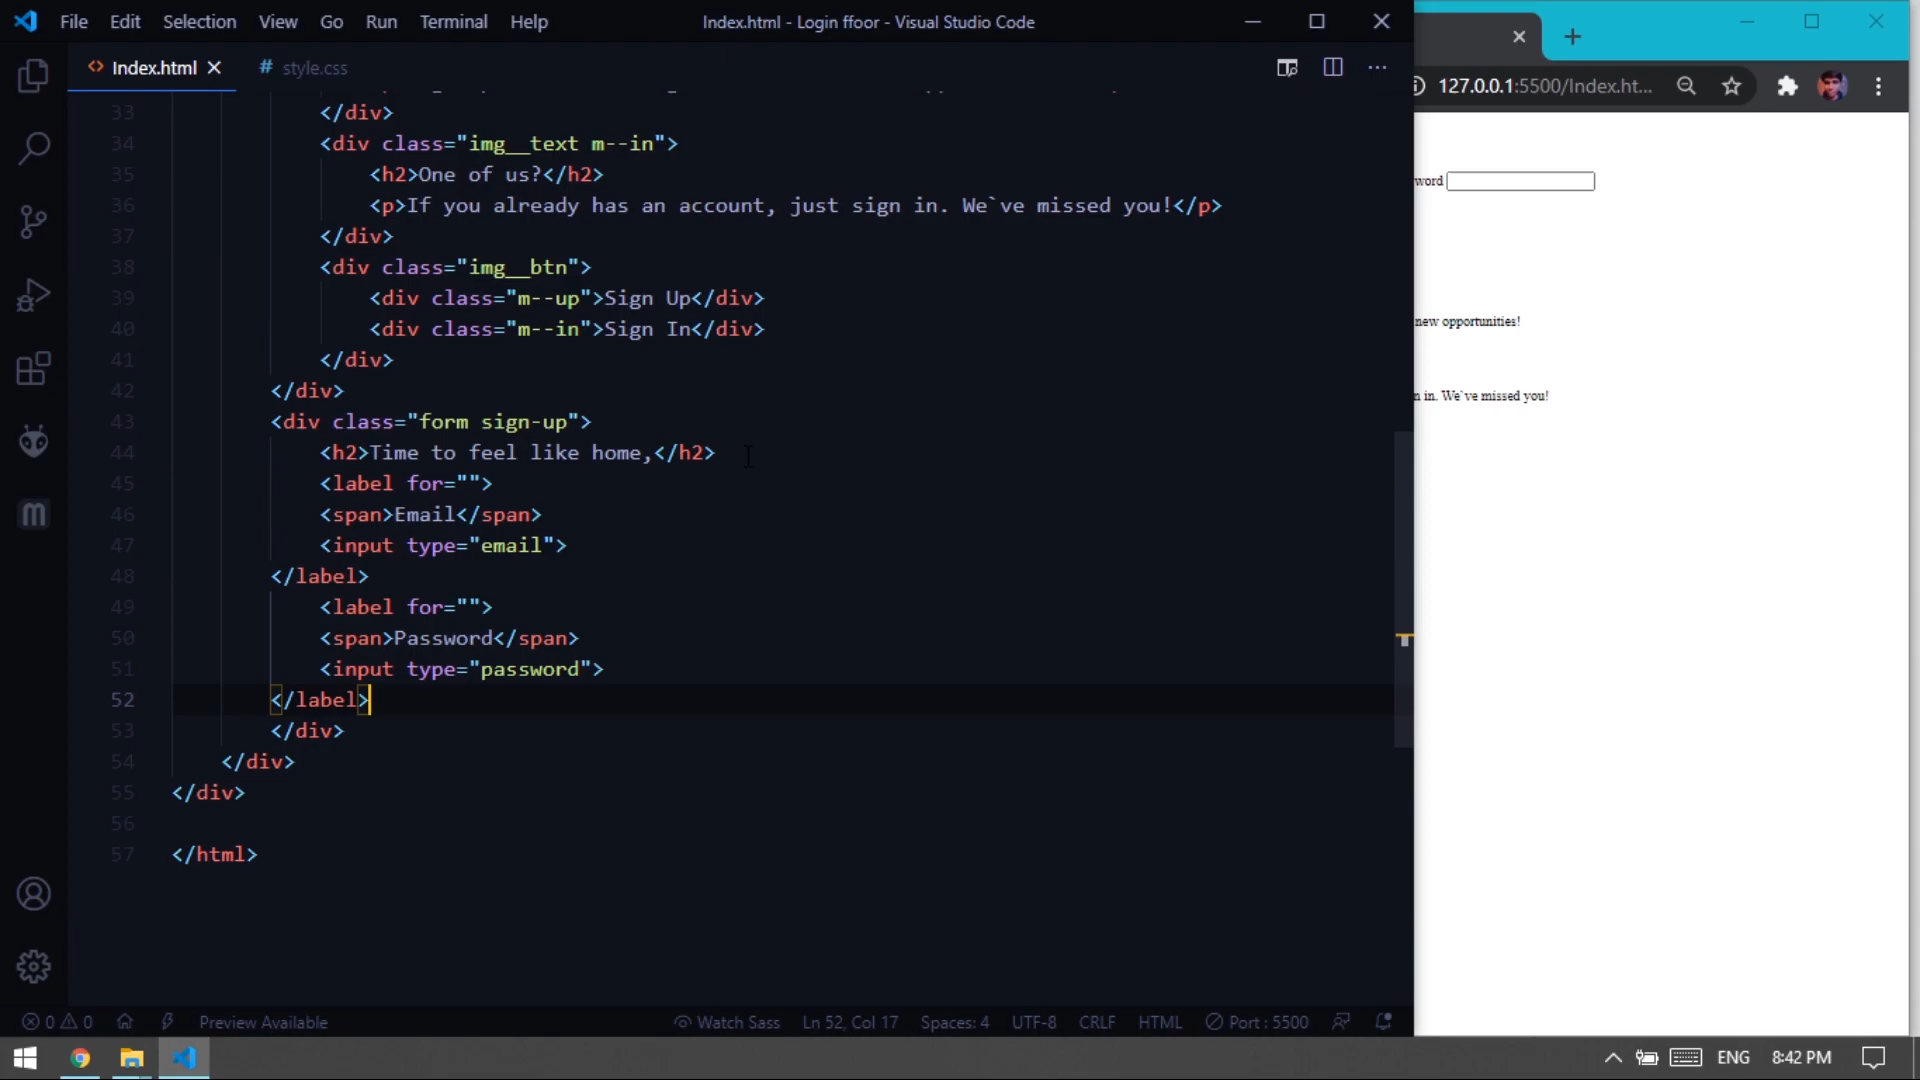 File Edit Selection View Go Run Terminal Help Index.html - Login ffoor - Visual Studio Code
Index.html
# style.css
127.0.0.1:5500/Index.ht...
33 </div>
34 <div class="img__text m--in">
35 <h2>One of us?</h2>
36 <p>If you already has an account, just sign in. We`ve missed you!</p>
37 </div>
38 <div class="img__btn">
39 <div class="m--up">Sign Up</div>
40 <div class="m--in">Sign In</div>
41 </div>
42 </div>
43 <div class="form sign-up">
44 <h2>Time to feel like home,</h2>
45 <label for="">
46 <span>Email</span>
47 <input type="email">
48 </label>
49 <label for="">
50 <span>Password</span>
51 <input type="password">
52 </label>
53 </div>
54 </div>
55 </div>
56
57 </html>
word
new opportunities!
n in. We`ve missed you!
0 0 Preview Available Watch Sass Ln 52, Col 17 Spaces: 4 UTF-8 CRLF HTML Port : 5500
ENG 8:42 PM